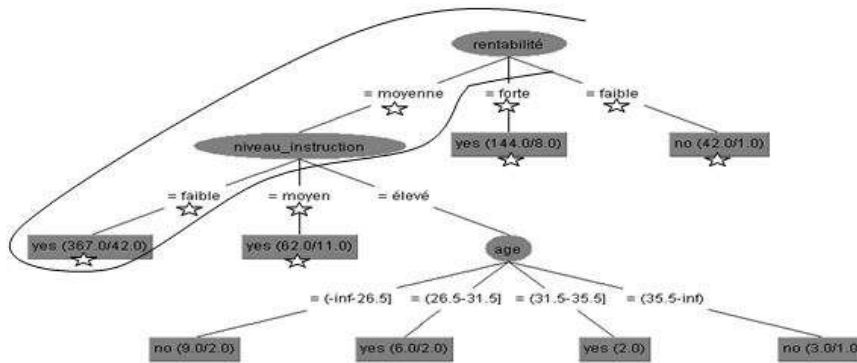 rentabilité
= moyenne = forte = faible
niveau_instruction yes (144.0/8.0) no (42.0/1.0)
= faible = moyen = élevé
yes (367.0/42.0) yes (62.0/11.0) age
= (-inf-26.5] = (26.5-31.5] = (31.5-35.5] = (35.5-inf)
no (9.0/2.0) yes (6.0/2.0) yes (2.0) no (3.0/1.0